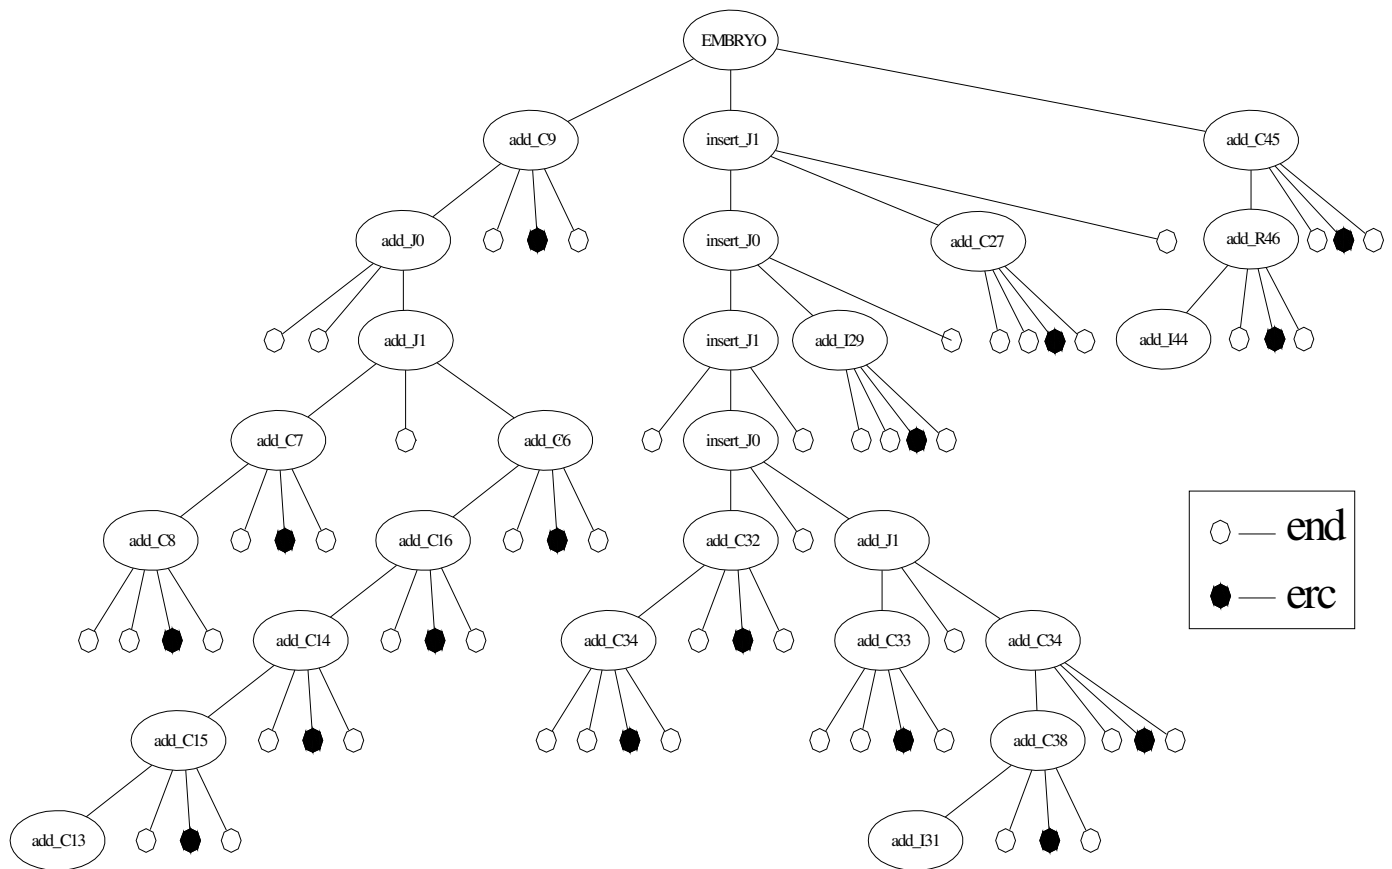 EMBRYO
add_C9
insert_J1
add_C45
add_J0
insert_J0
add_C27
add_R46
add_J1
insert_J1
add_I29
add_I44
add_C7
add_C6
insert_J0
add_C8
add_C16
add_C32
add_J1
end
erc
add_C14
add_C34
add_C33
add_C34
add_C15
add_C38
add_C13
add_I31